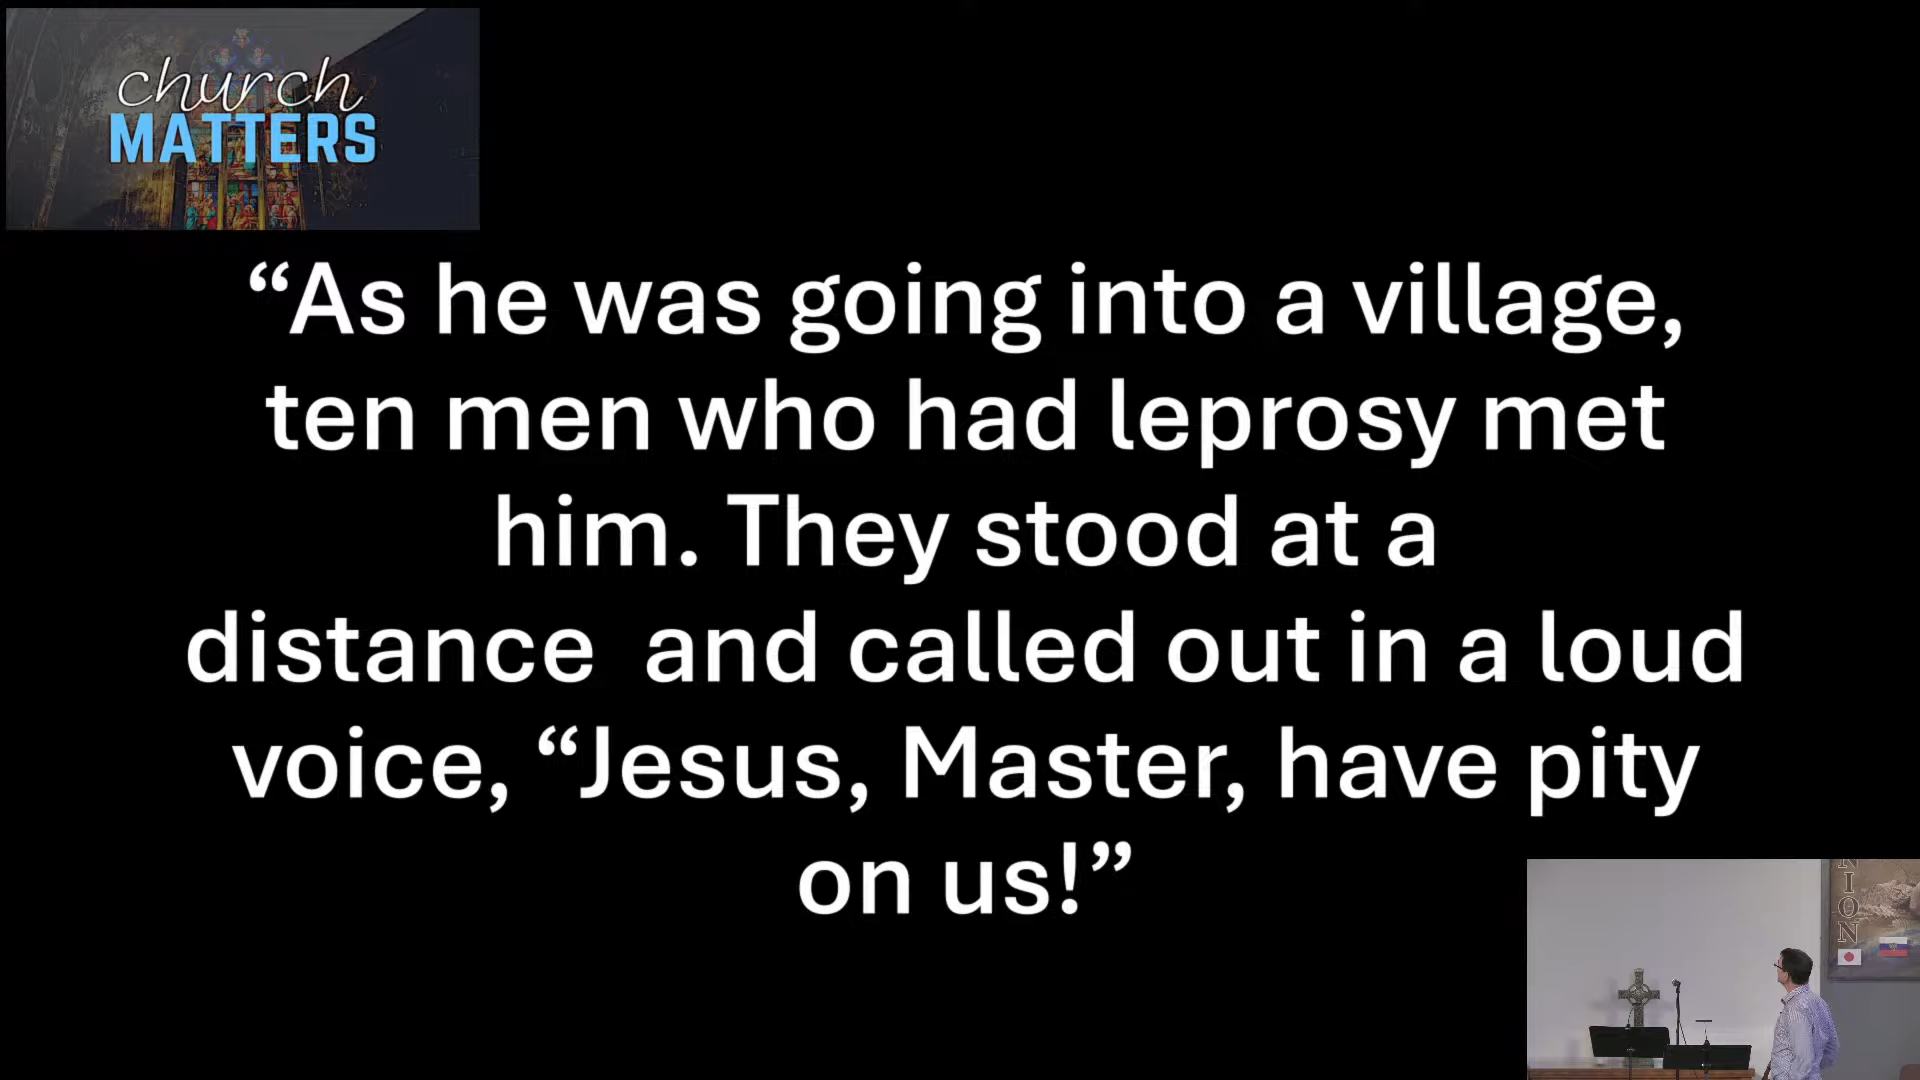 church
MATTERS
“As he was going into a village,
ten men who had leprosy met
him. They stood at a
distance  and called out in a loud
voice, “Jesus, Master, have pity
on us!”
NION